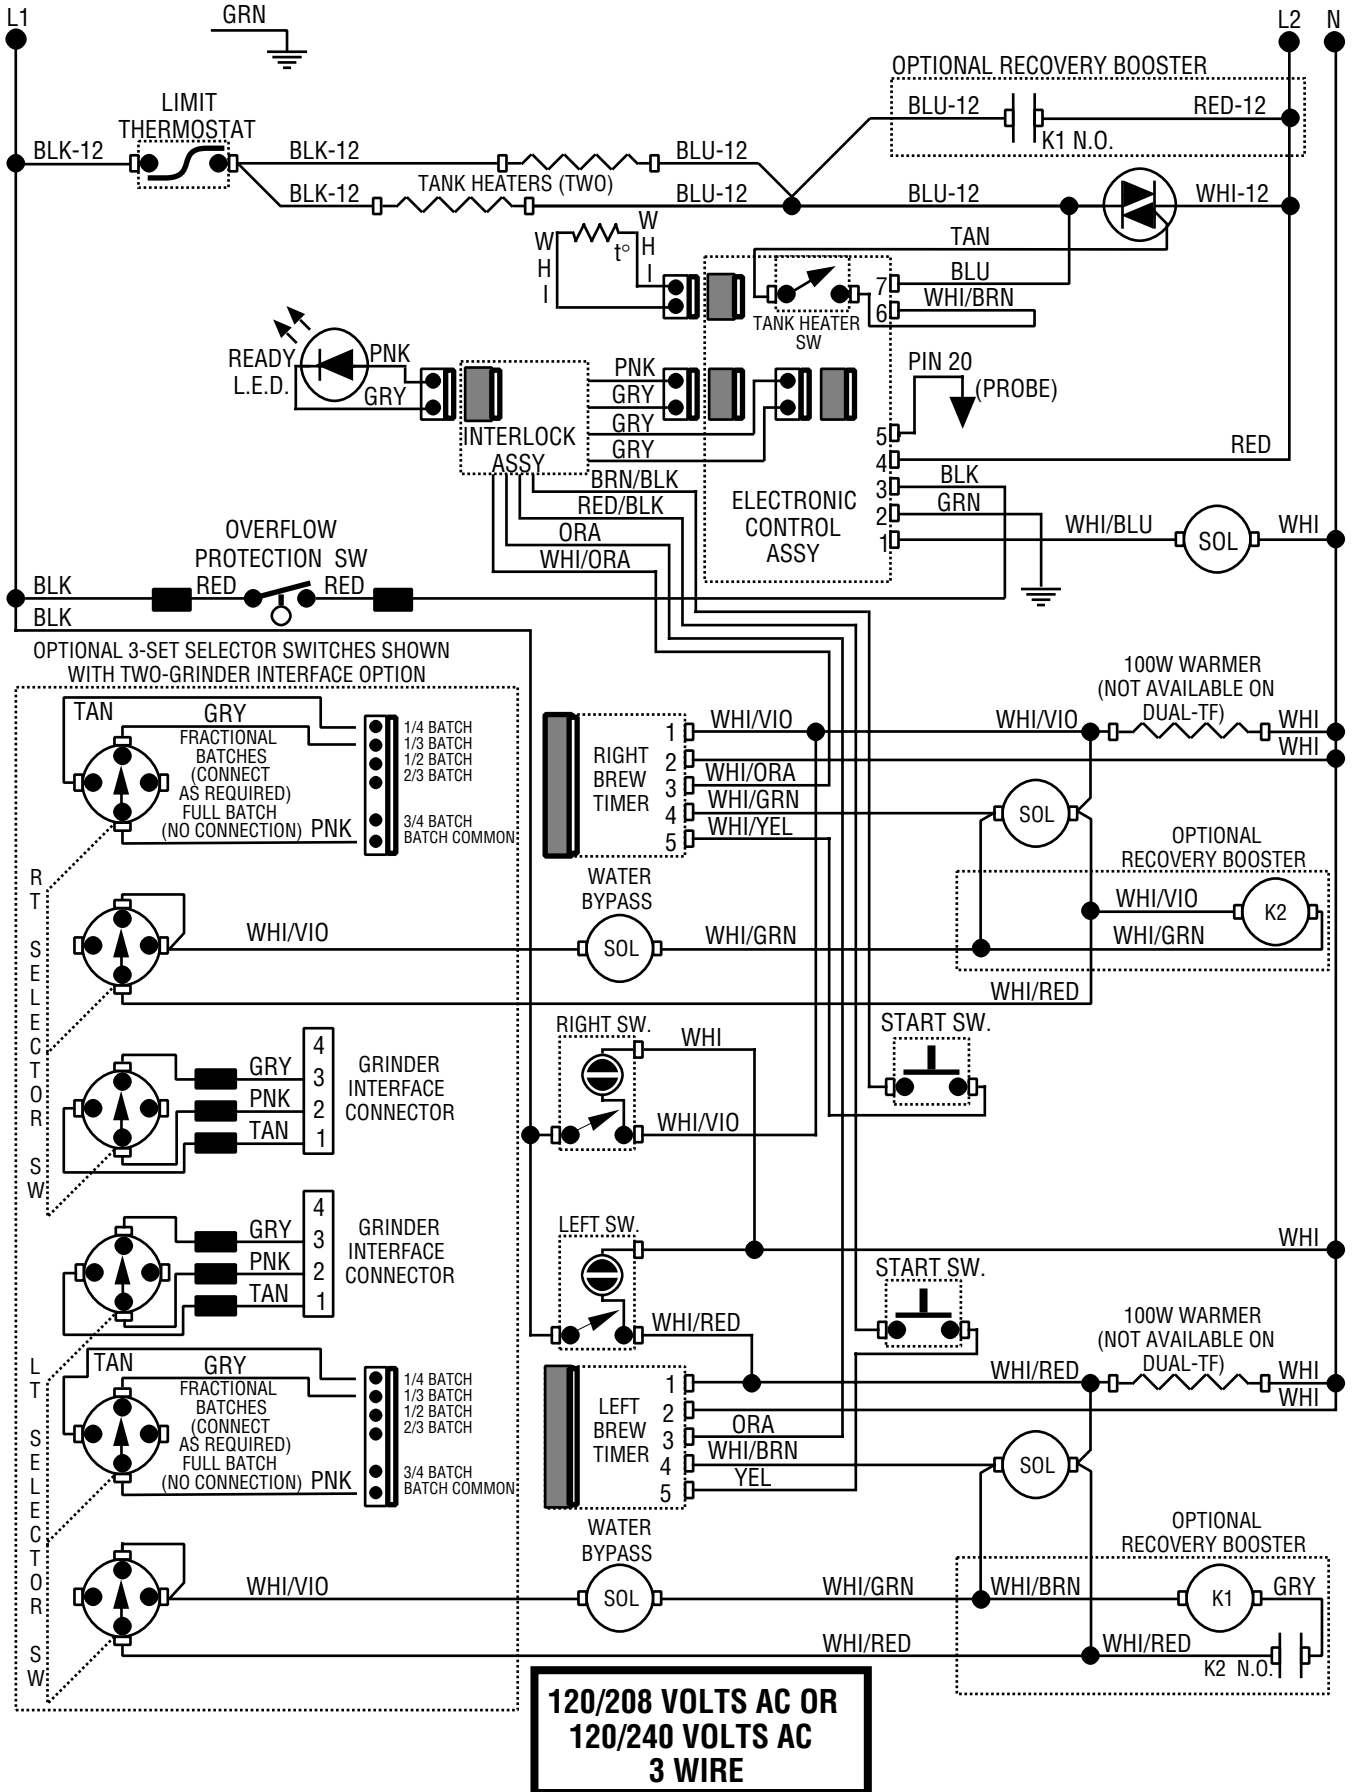 L1
GRN
L2 N
OPTIONAL RECOVERY BOOSTER
BLU-12
RED-12
K1 N.O.
LIMIT
THERMOSTAT
BLK-12
BLK-12
BLU-12
TANK HEATERS (TWO)
BLK-12
BLU-12
BLU-12
WHI-12
TAN
WHI
t°
WHI
7
BLU
WHI/BRN
6
TANK HEATER
SW
READY
L.E.D.
PNK
GRY
PNK
GRY
GRY
GRY
INTERLOCK
ASSY
PIN 20
(PROBE)
5
4
RED
3
BLK
2
GRN
1
WHI/BLU
SOL
WHI
ELECTRONIC
CONTROL
ASSY
BRN/BLK
RED/BLK
ORA
WHI/ORA
OVERFLOW
PROTECTION SW
BLK
RED
RED
BLK
OPTIONAL 3-SET SELECTOR SWITCHES SHOWN
WITH TWO-GRINDER INTERFACE OPTION
TAN
GRY
FRACTIONAL
BATCHES
(CONNECT
AS REQUIRED)
FULL BATCH
(NO CONNECTION)
PNK
1/4 BATCH
1/3 BATCH
1/2 BATCH
2/3 BATCH
3/4 BATCH
BATCH COMMON
RIGHT
BREW
TIMER
1
WHI/VIO
2
3
WHI/ORA
4
WHI/GRN
5
WHI/YEL
WHI/VIO
100W WARMER
(NOT AVAILABLE ON
DUAL-TF)
WHI
WHI
SOL
OPTIONAL
RECOVERY BOOSTER
WHI/VIO
K2
WHI/GRN
RT SELECTOR SW
WHI/VIO
WATER
BYPASS
SOL
WHI/GRN
WHI/RED
GRY
PNK
TAN
4
3
2
1
GRINDER
INTERFACE
CONNECTOR
RIGHT SW.
WHI
WHI/VIO
START SW.
GRY
PNK
TAN
4
3
2
1
GRINDER
INTERFACE
CONNECTOR
LEFT SW.
WHI
WHI/RED
START SW.
LT SELECTOR SW
TAN
GRY
FRACTIONAL
BATCHES
(CONNECT
AS REQUIRED)
FULL BATCH
(NO CONNECTION)
PNK
1/4 BATCH
1/3 BATCH
1/2 BATCH
2/3 BATCH
3/4 BATCH
BATCH COMMON
LEFT
BREW
TIMER
1
2
3
ORA
4
WHI/BRN
5
YEL
WHI/RED
100W WARMER
(NOT AVAILABLE ON
DUAL-TF)
WHI
WHI
SOL
OPTIONAL
RECOVERY BOOSTER
WHI/VIO
WATER
BYPASS
SOL
WHI/GRN
WHI/BRN
K1
GRY
WHI/RED
WHI/RED
K2 N.O.
120/208 VOLTS AC OR
120/240 VOLTS AC
3 WIRE